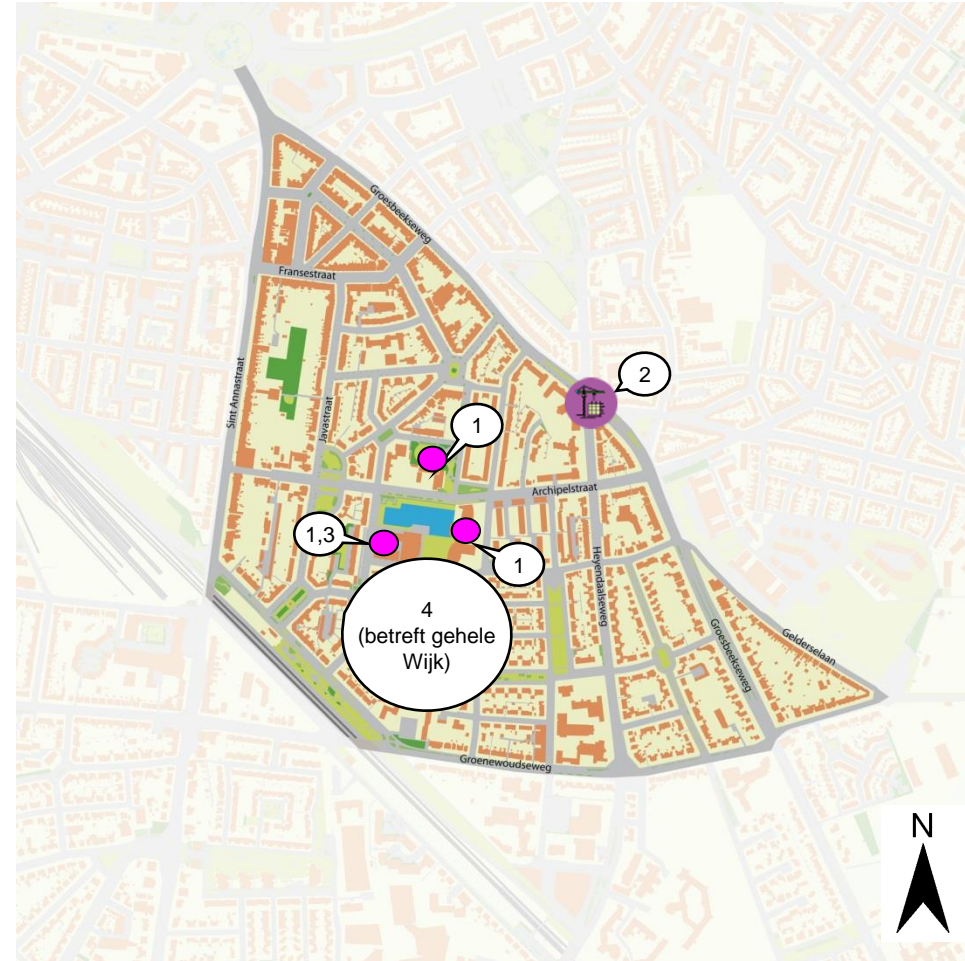 Groesbeekseweg
Fransestraat
Sint Annastraat
Javastraat
2
1
Archipelstraat
1,3
1
Heyendaalseweg
4
(betreft gehele
Wijk)
Groesbeekseweg
Gelderselaan
Groenewoudseweg
N